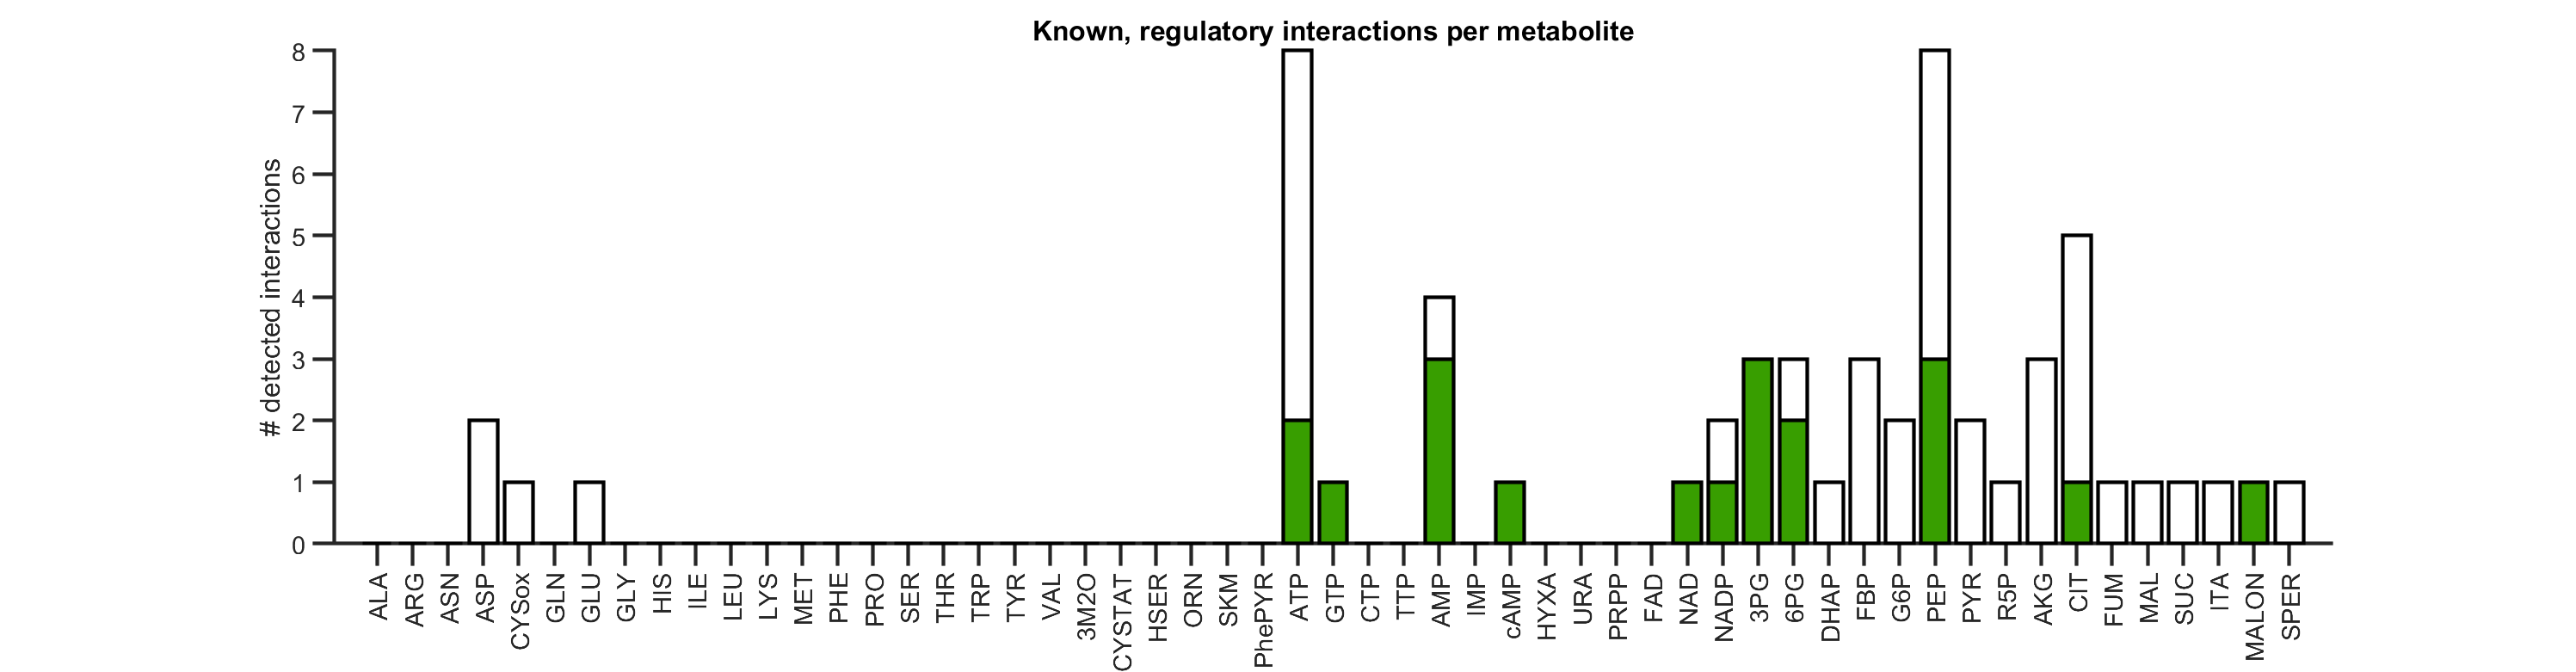 Known, regulatory interactions per metabolite
# detected interactions
8
7
6
5
4
3
2
1
0
ALA
ARG
ASN
ASP
CYSox
GLN
GLU
GLY
HIS
ILE
LEU
LYS
MET
PHE
PRO
SER
THR
TRP
TYR
VAL
3M2O
CYSTAT
HSER
ORN
SKM
PhePYR
ATP
GTP
CTP
TTP
AMP
IMP
cAMP
HYXA
URA
PRPP
FAD
NAD
NADP
3PG
6PG
DHAP
FBP
G6P
PEP
PYR
R5P
AKG
CIT
FUM
MAL
SUC
ITA
MALON
SPER